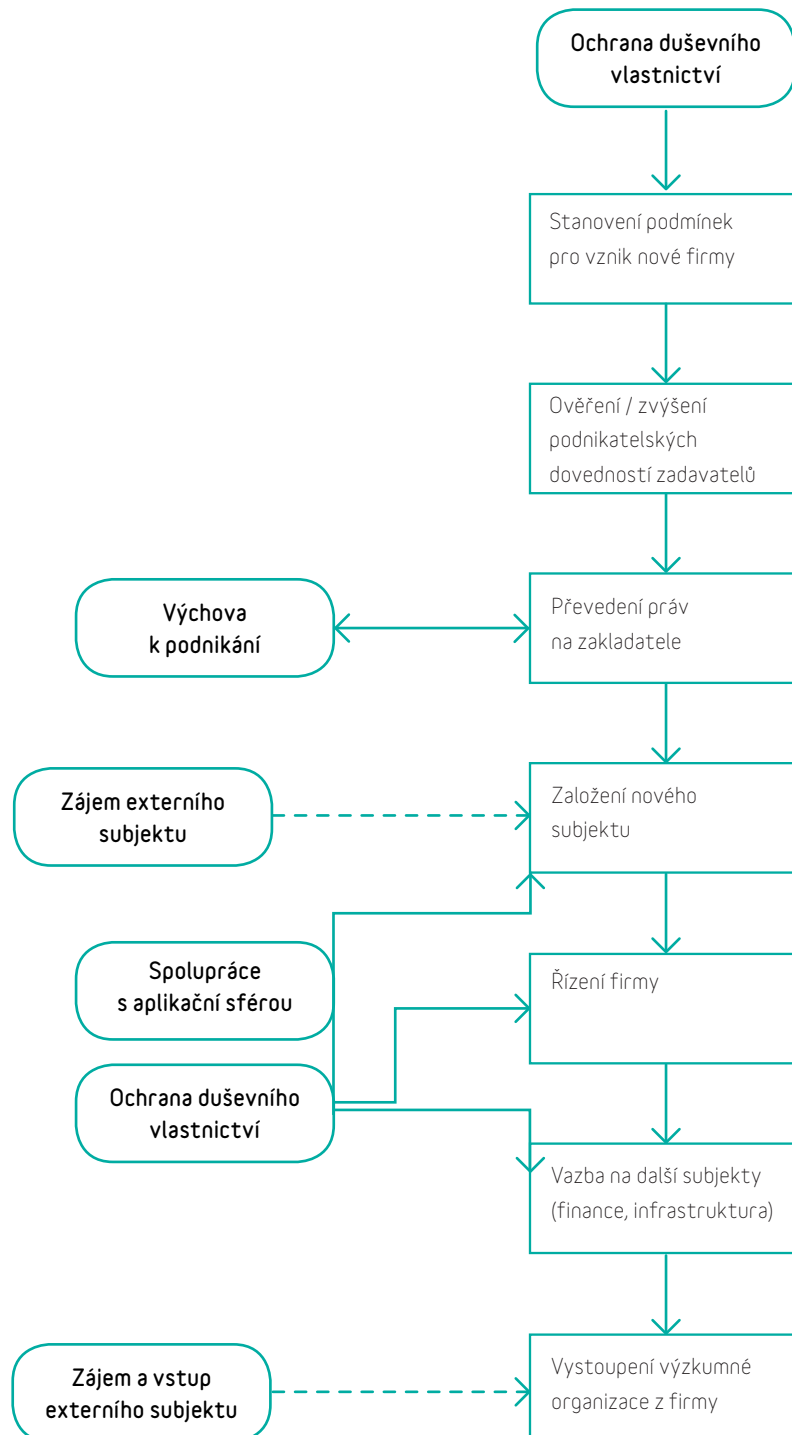 Ochrana duševního
vlastnictví
Stanovení podmínek
pro vznik nové firmy
Ověření / zvýšení
podnikatelských
dovedností zadavatelů
Výchova
k podnikání
Převedení práv
na zakladatele
Zájem externího
subjektu
Založení nového
subjektu
Spolupráce
s aplikační sférou
Řízení firmy
Ochrana duševního
vlastnictví
Vazba na další subjekty
(finance, infrastruktura)
Zájem a vstup
externího subjektu
Vystoupení výzkumné
organizace z firmy